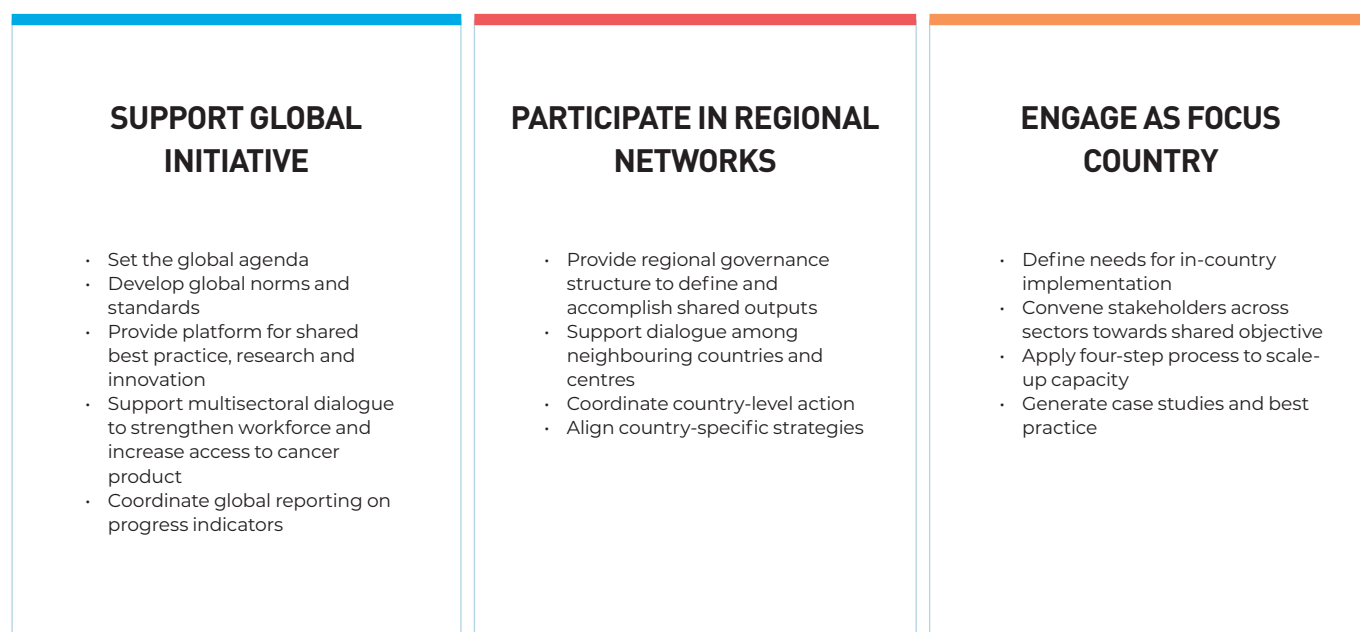 SUPPORT GLOBAL
INITIATIVE
• Set the global agenda
• Develop global norms and
standards
• Provide platform for shared
best practice, research and
innovation
• Support multisectoral dialogue
to strengthen workforce and
increase access to cancer
product
• Coordinate global reporting on
progress indicators
PARTICIPATE IN REGIONAL
NETWORKS
• Provide regional governance
structure to define and
accomplish shared outputs
• Support dialogue among
neighbouring countries and
centres
• Coordinate country-level action
• Align country-specific strategies
ENGAGE AS FOCUS
COUNTRY
• Define needs for in-country
implementation
• Convene stakeholders across
sectors towards shared objective
• Apply four-step process to scale-
up capacity
• Generate case studies and best
practice